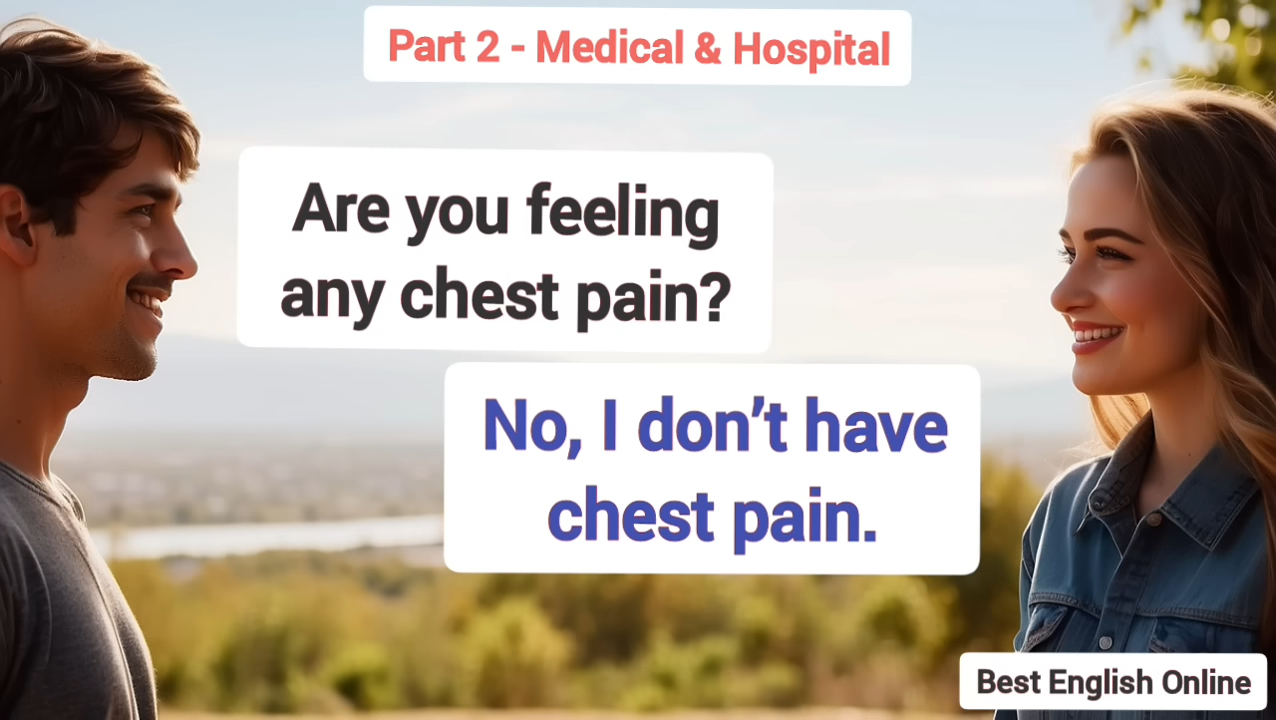 Part 2 - Medical & Hospital
Are you feeling
any chest pain?
No, I don’t have
chest pain.
Best English Online